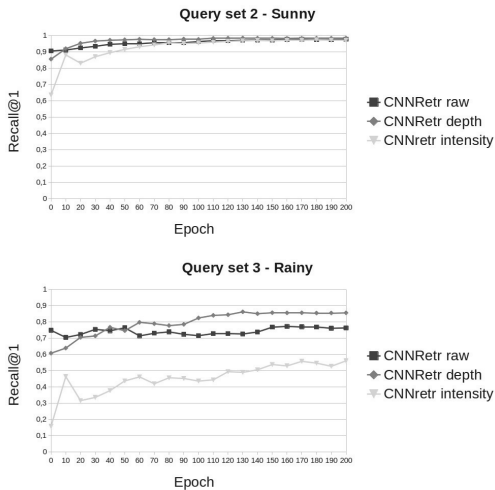 Query set 2 - Sunny
1
0,9
0,8
0,7
0,6
0,5
0,4
0,3
0,2
0,1
0
Recall@1
0 10 20 30 40 50 60 70 80 90 100 110 120 130 140 150 160 170 180 190 200
Epoch
CNNRetr raw
CNNRetr depth
CNNretr intensity
Query set 3 - Rainy
1
0,9
0,8
0,7
0,6
0,5
0,4
0,3
0,2
0,1
0
Recall@1
0 10 20 30 40 50 60 70 80 90 100 110 120 130 140 150 160 170 180 190 200
Epoch
CNNRetr raw
CNNRetr depth
CNNretr intensity